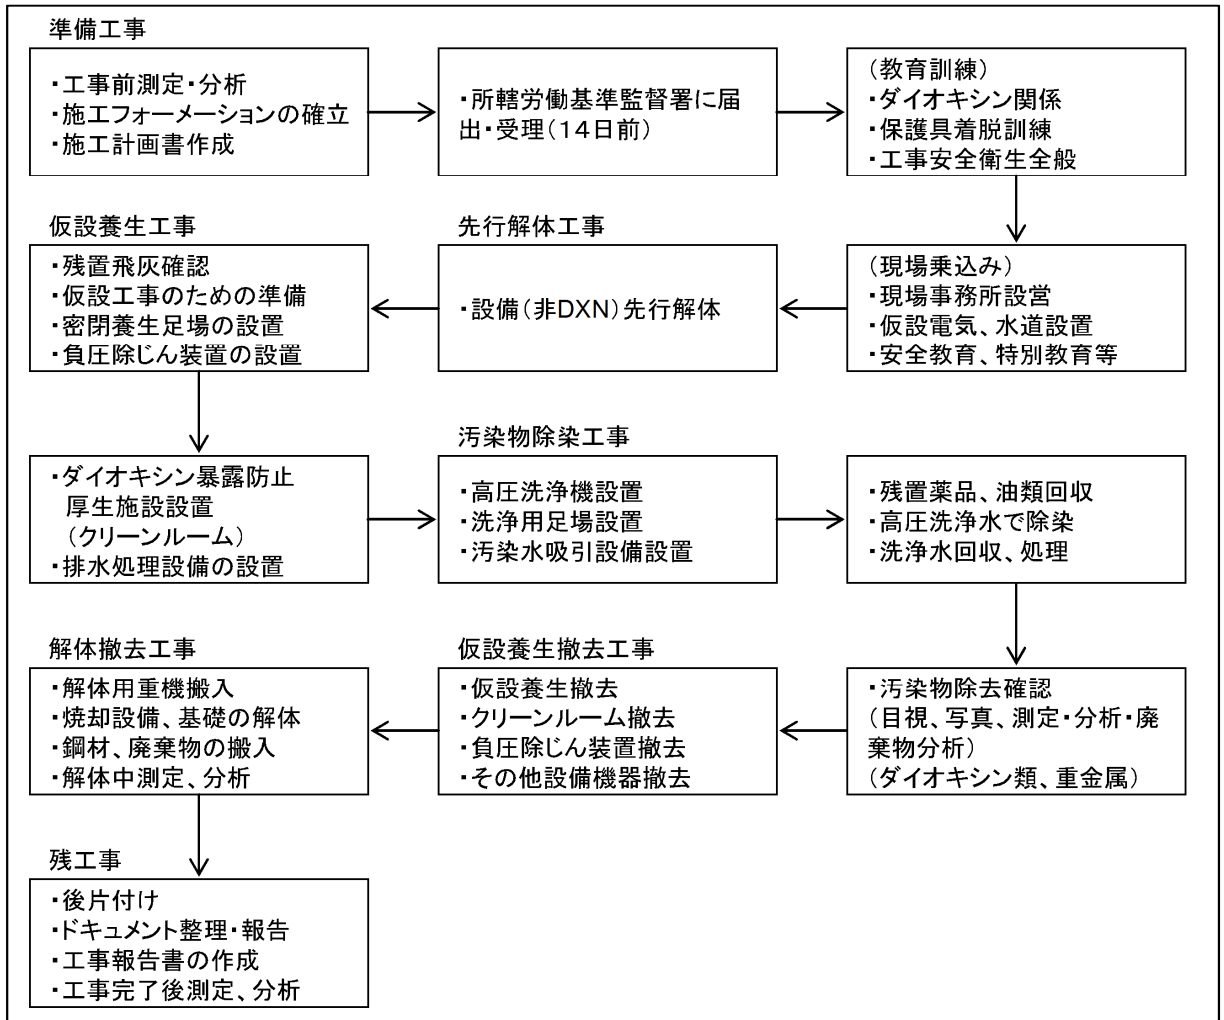 準備工事
・工事前測定・分析
・施工フォーメーションの確立
・施工計画書作成
・所轄労働基準監督署に届
出・受理(14日前)
(教育訓練)
・ダイオキシン関係
・保護具着脱訓練
・工事安全衛生全般
(現場乗込み)
・現場事務所設営
・仮設電気、水道設置
・安全教育、特別教育等
先行解体工事
・設備(非DXN)先行解体
仮設養生工事
・残置飛灰確認
・仮設工事のための準備
・密閉養生足場の設置
・負圧除じん装置の設置
・ダイオキシン暴露防止
厚生施設設置
(クリーンルーム)
・排水処理設備の設置
汚染物除染工事
・高圧洗浄機設置
・洗浄用足場設置
・汚染水吸引設備設置
・残置薬品、油類回収
・高圧洗浄水で除染
・洗浄水回収、処理
・汚染物除去確認
(目視、写真、測定・分析・廃
棄物分析)
(ダイオキシン類、重金属)
仮設養生撤去工事
・仮設養生撤去
・クリーンルーム撤去
・負圧除じん装置撤去
・その他設備機器撤去
解体撤去工事
・解体用重機搬入
・焼却設備、基礎の解体
・鋼材、廃棄物の搬入
・解体中測定、分析
残工事
・後片付け
・ドキュメント整理・報告
・工事報告書の作成
・工事完了後測定、分析